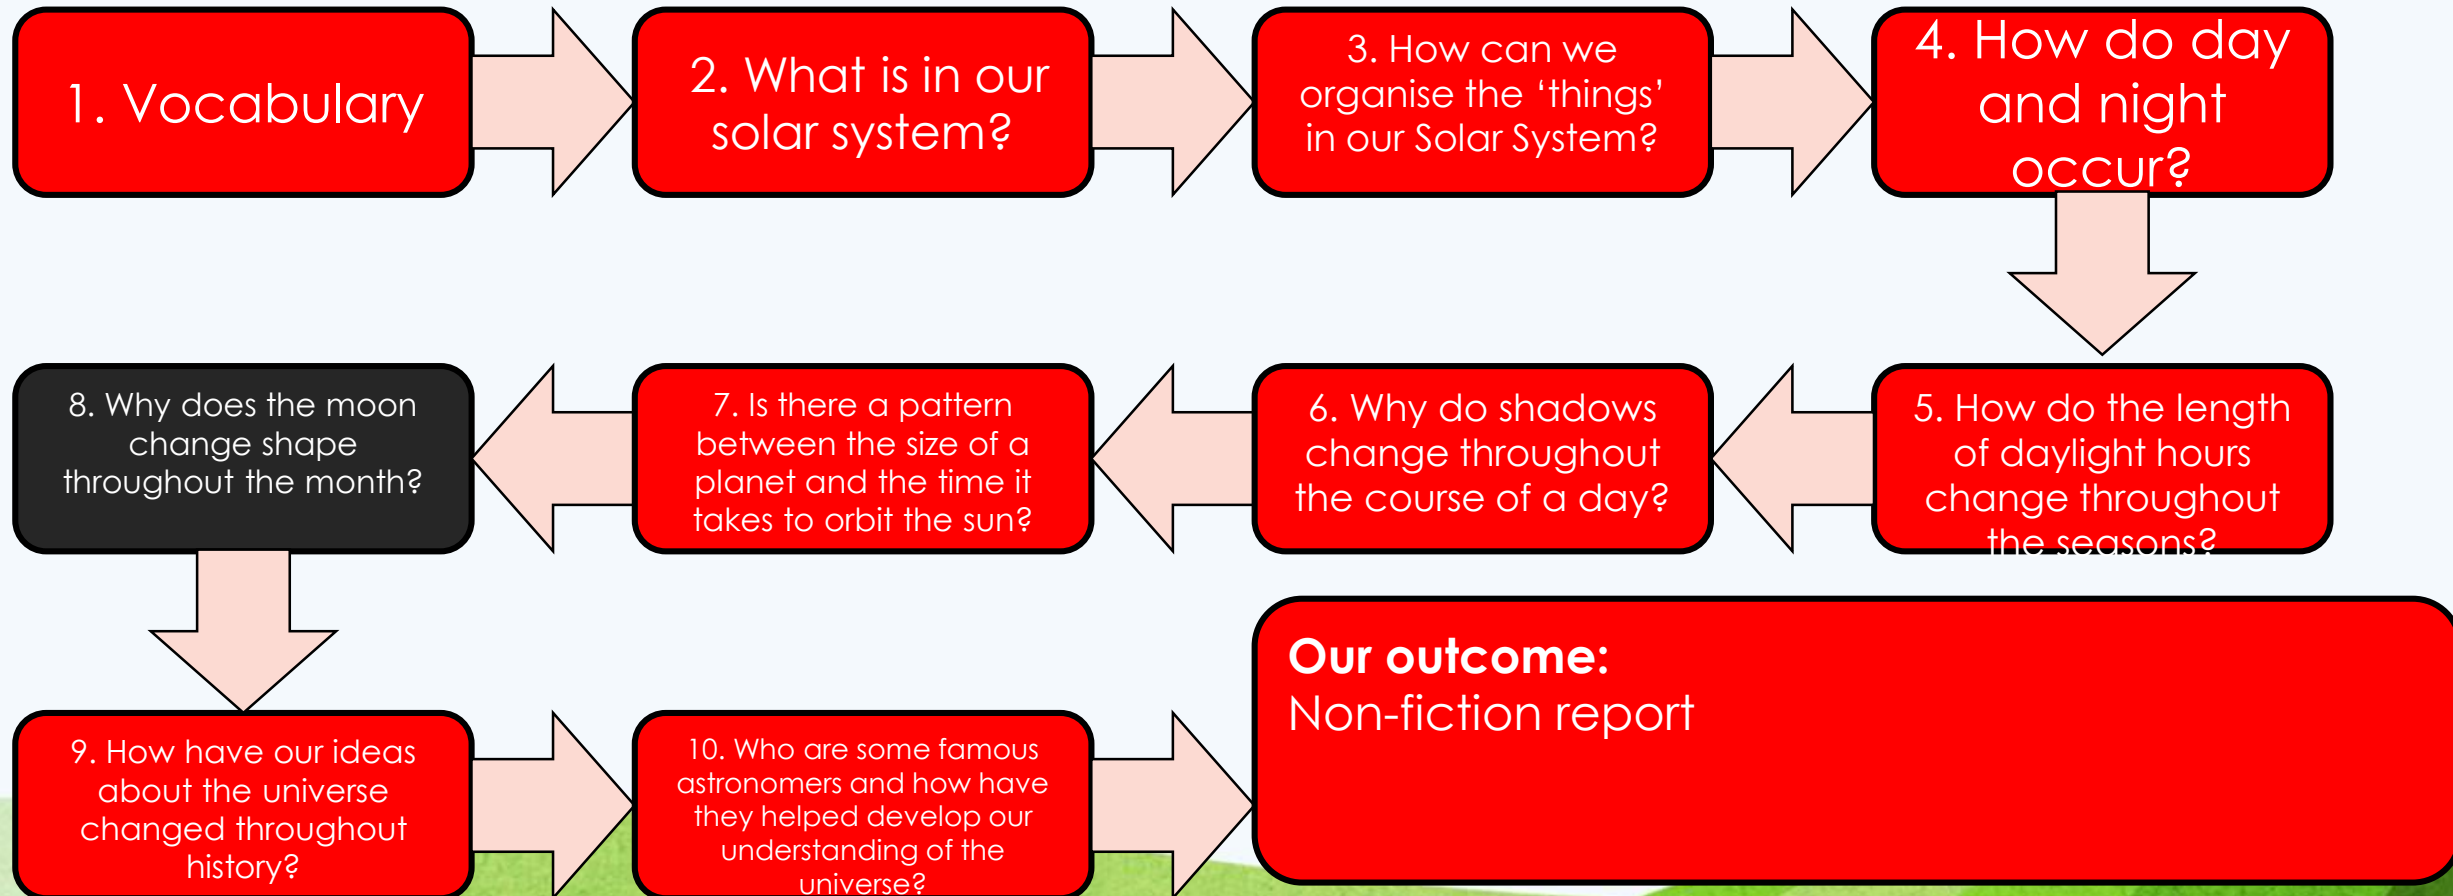 1. Vocabulary
2. What is in our
solar system?
3. How can we
organise the ‘things’
in our Solar System?
4. How do day
and night
occur?
5. How do the length
of daylight hours
change throughout
the seasons?
6. Why do shadows
change throughout
the course of a day?
7. Is there a pattern
between the size of a
planet and the time it
takes to orbit the sun?
8. Why does the moon
change shape
throughout the month?
9. How have our ideas
about the universe
changed throughout
history?
10. Who are some famous
astronomers and how have
they helped develop our
understanding of the
universe?
Our outcome:
Non-fiction report